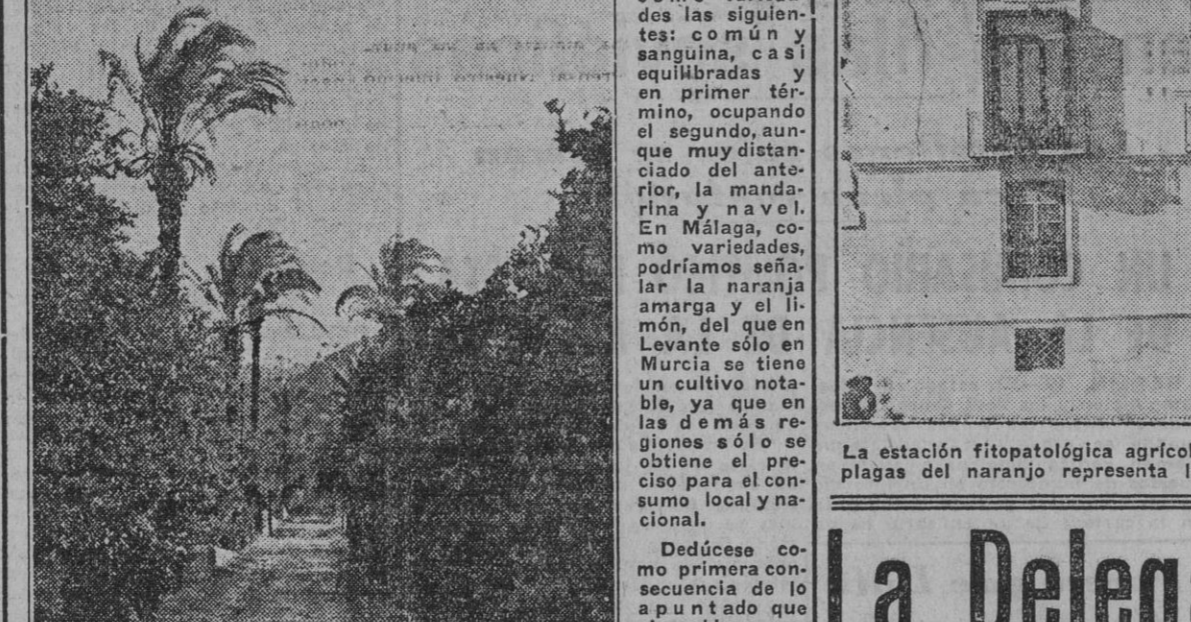 des las siguien-
tes: común y
sanguina, casi
equilibradas y
en primer tér-
mino, ocupando
el segundo, aun-
que muy distan-
ciado del ante-
rior, la manda-
rina y navel.
En Málaga, co-
mo variedades,
podríamos seña-
lar la naranja
amarga y el li-
món, del que en
Levante sólo en
Murcia se tiene
un cultivo nota-
ble, ya que en
las demás re-
giones sólo se
obtiene el pre-
ciso para el con-
sumo local y na-
cional.
Dedúcese co-
mo primera con-
secuencia de lo
apuntado que
La estación fitopatológica agrícol
plagas del naranjo representa l
La Deleg